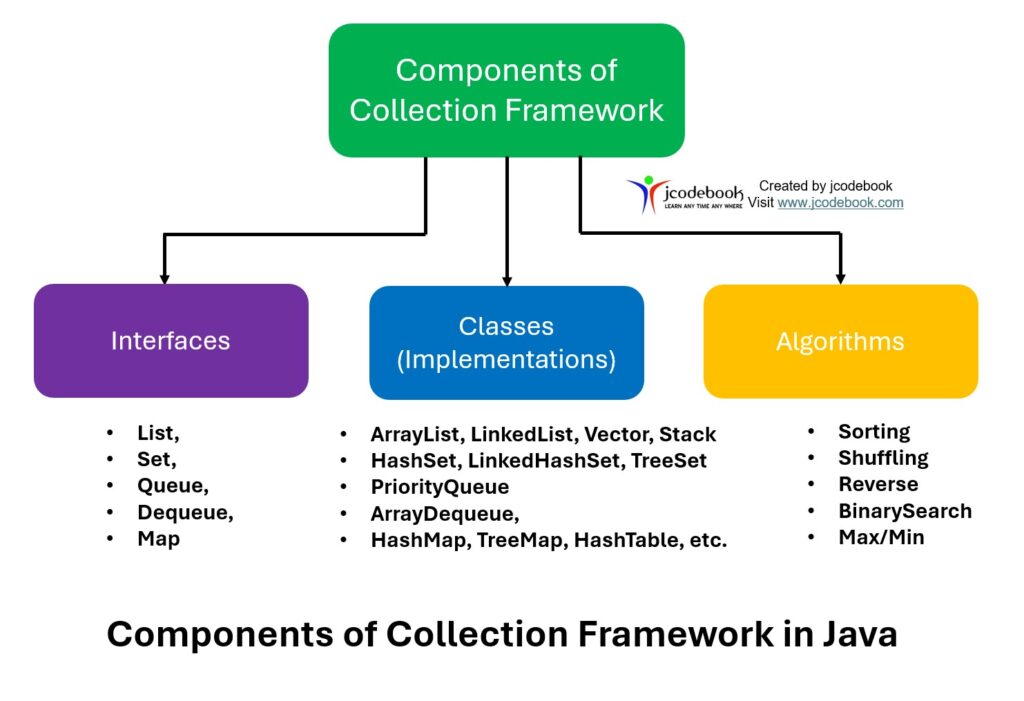 Components of
Collection Framework
jcodebook
LEARN ANY TIME ANY WHERE
Created by jcodebook
Visit www.jcodebook.com
Interfaces
Classes
(Implementations)
Algorithms
• List,
• Set,
• Queue,
• Dequeue,
• Map
• ArrayList, LinkedList, Vector, Stack
• HashSet, LinkedHashSet, TreeSet
• PriorityQueue
• ArrayDequeue,
• HashMap, TreeMap, HashTable, etc.
• Sorting
• Shuffling
• Reverse
• BinarySearch
• Max/Min
Components of Collection Framework in Java